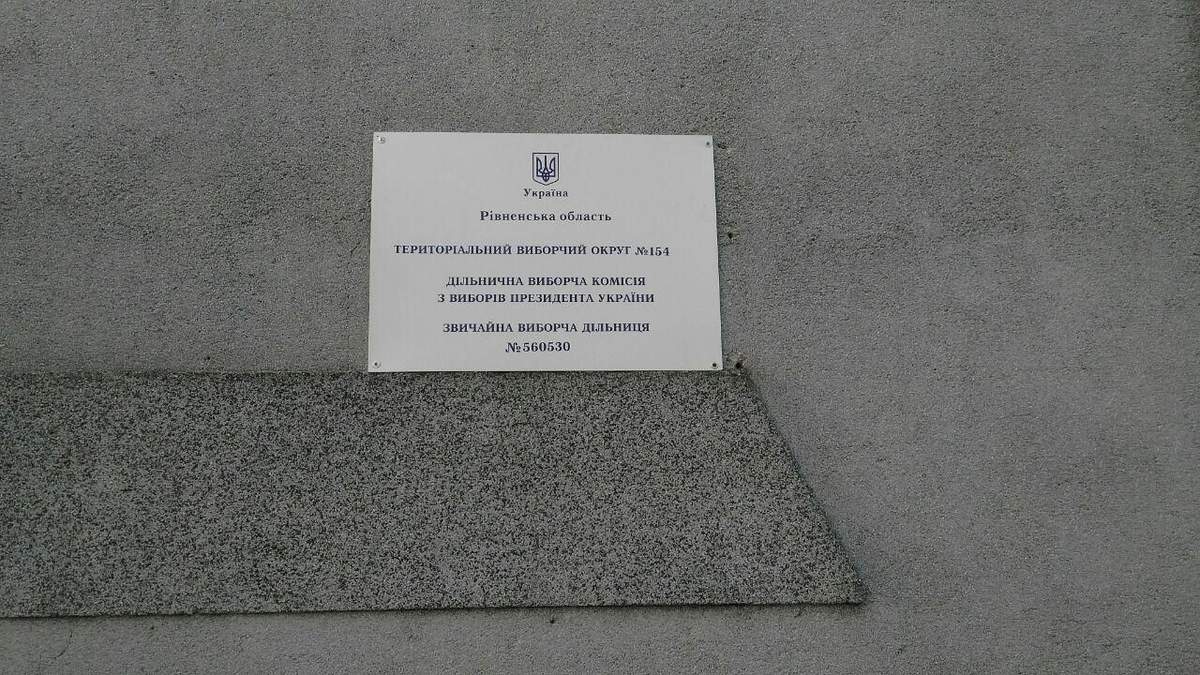 Україна
Рівненська область
ТЕРИТОРІАЛЬНИЙ ВИБОРЧИЙ ОКРУГ №154
ДІЛЬНИЧНА ВИБОРЧА КОМІСІЯ
З ВИБОРІВ ПРЕЗИДЕНТА УКРАЇНИ
ЗВИЧАЙНА ВИБОРЧА ДІЛЬНИЦЯ
№560530